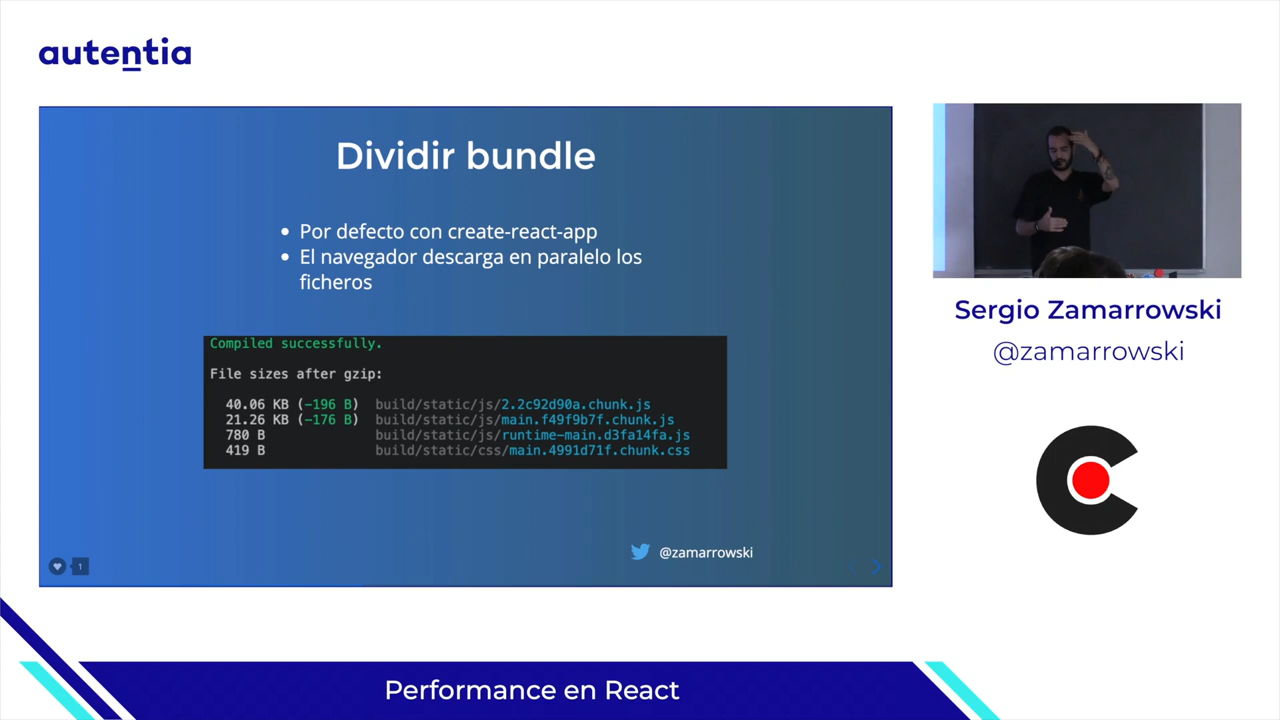 autentia
Dividir bundle
• Por defecto con create-react-app
• El navegador descarga en paralelo los
ficheros
Compiled successfully.
File sizes after gzip:
40.06 KB (-196 B) build/static/js/2.2c92d90a.chunk.js
21.26 KB (-176 B) build/static/js/main.f49f9b7f.chunk.js
780 B build/static/js/runtime-main.d3fa14fa.js
419 B build/static/css/main.4991d71f.chunk.css
@zamarrowski
1
Sergio Zamarrowski
@zamarrowski
Performance en React